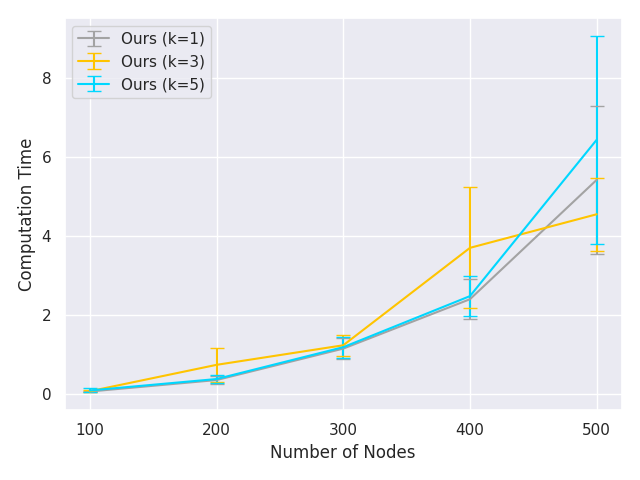 Ours (k=1)
Ours (k=3)
Ours (k=5)
Computation Time
8
6
4
2
0
100 200 300 400 500
Number of Nodes